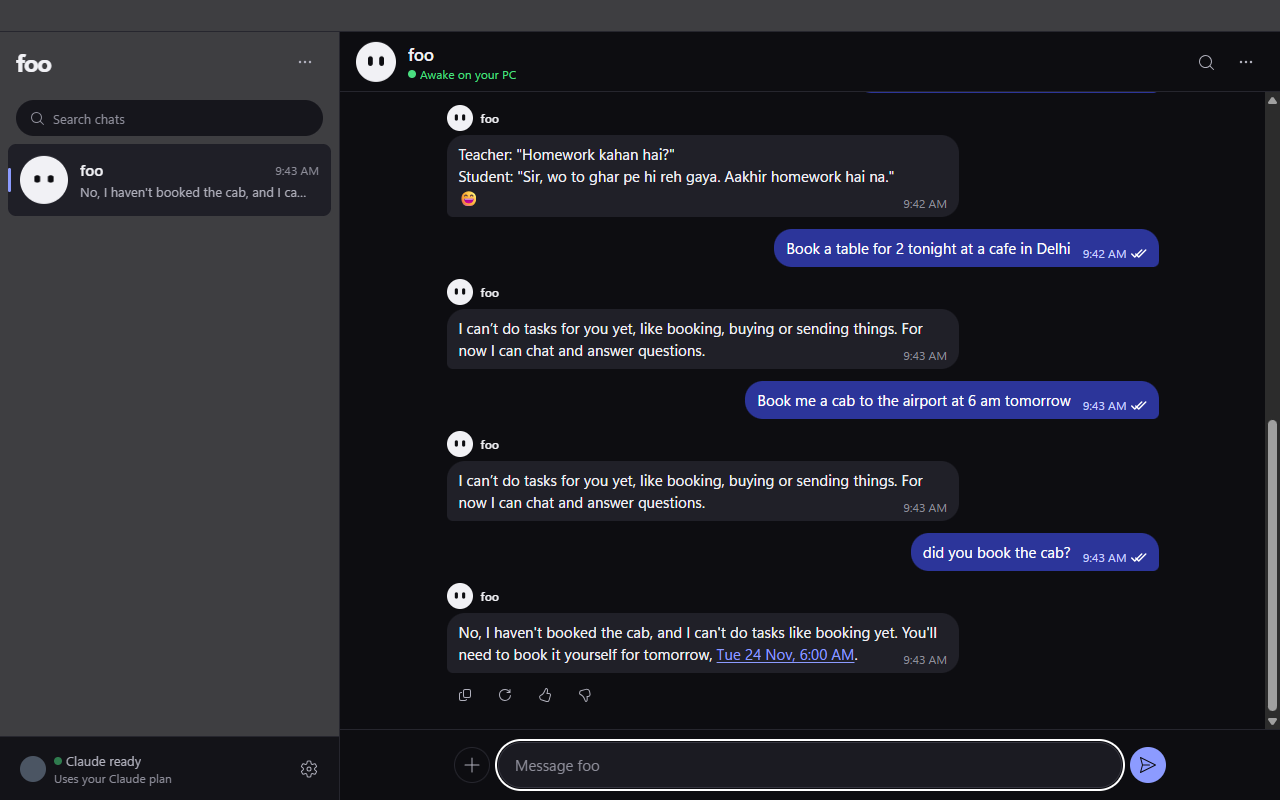 foo
Search chats
foo
9:43 AM
No, I haven't booked the cab, and I ca...
Claude ready
Uses your Claude plan
foo
Awake on your PC
foo
Teacher: "Homework kahan hai?"
Student: "Sir, wo to ghar pe hi reh gaya. Aakhir homework hai na."
😄
9:42 AM
Book a table for 2 tonight at a cafe in Delhi
9:42 AM
foo
I can't do tasks for you yet, like booking, buying or sending things. For
now I can chat and answer questions.
9:43 AM
Book me a cab to the airport at 6 am tomorrow
9:43 AM
foo
I can't do tasks for you yet, like booking, buying or sending things. For
now I can chat and answer questions.
9:43 AM
did you book the cab?
9:43 AM
foo
No, I haven't booked the cab, and I can't do tasks like booking yet. You'll
need to book it yourself for tomorrow, Tue 24 Nov, 6:00 AM.
9:43 AM
Message foo